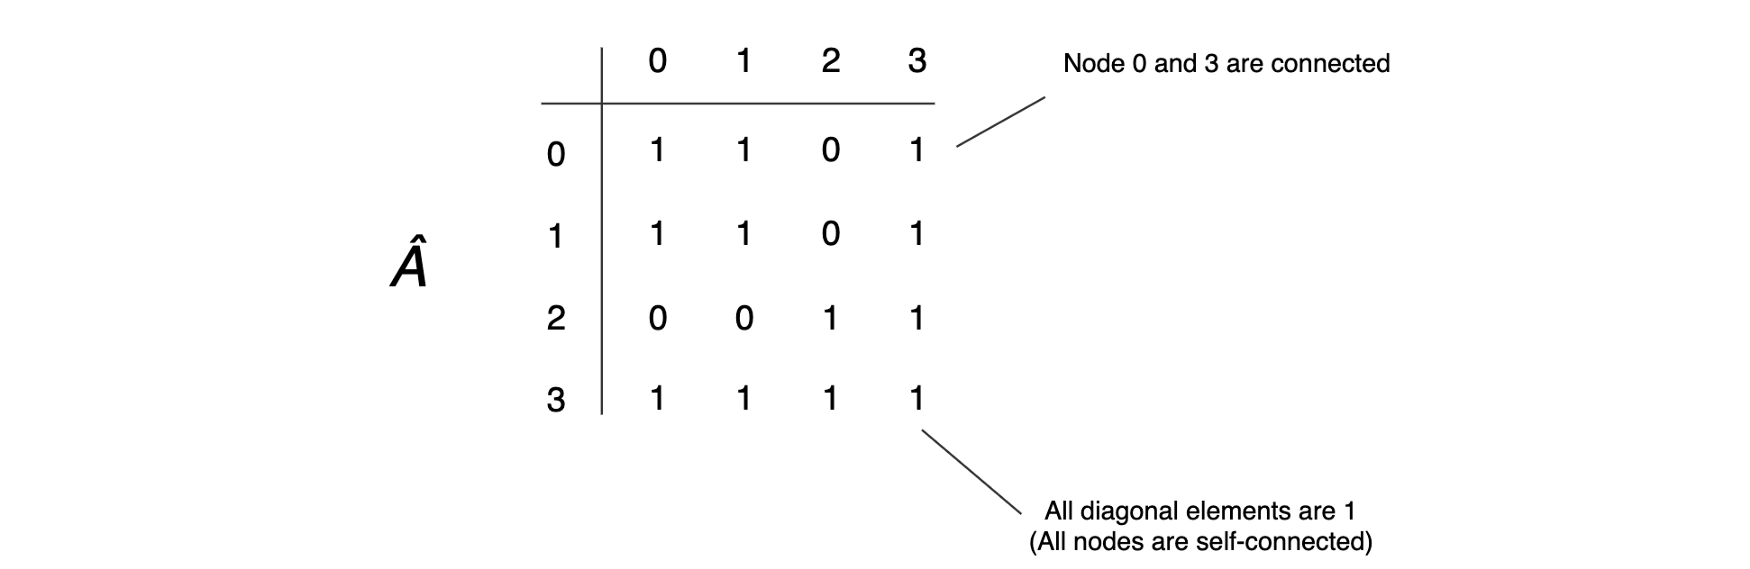 0 1 2 3
Node 0 and 3 are connected
0 1 1 0 1
1 1 1 0 1
Â
2 0 0 1 1
3 1 1 1 1
All diagonal elements are 1
(All nodes are self-connected)